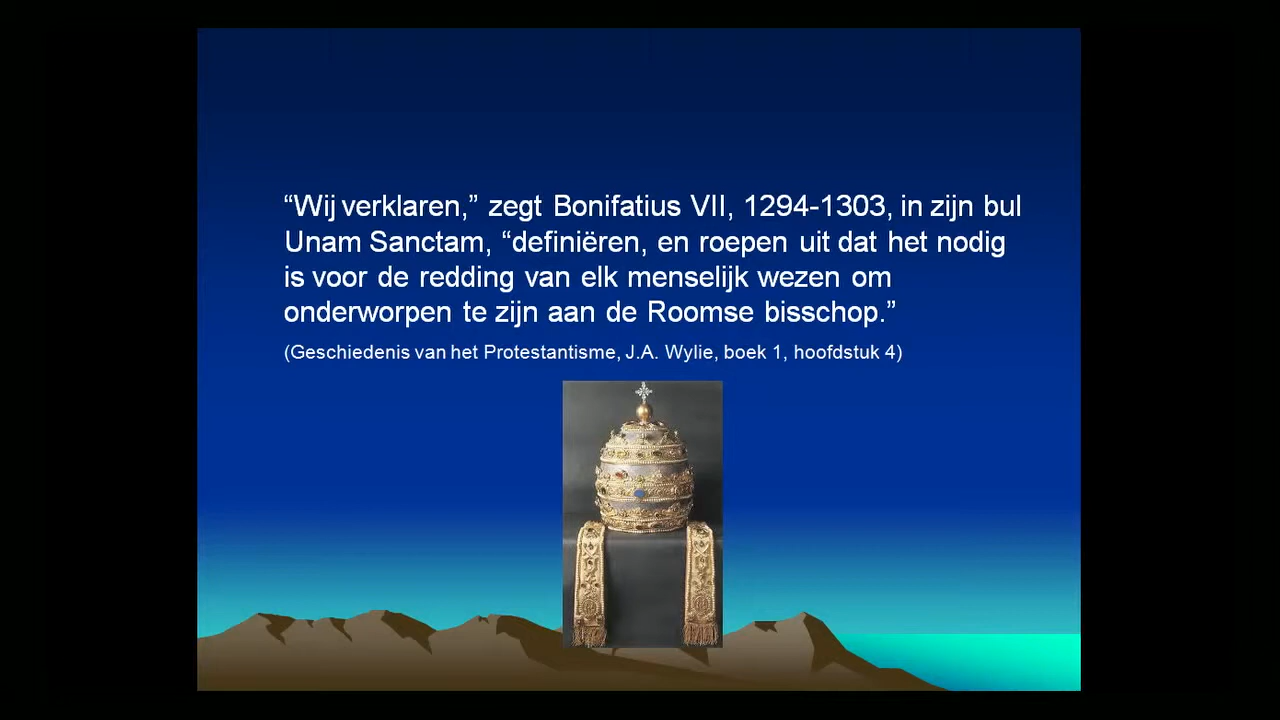 “Wij verklaren,” zegt Bonifatius VII, 1294-1303, in zijn bul
Unam Sanctam, “definiëren, en roepen uit dat het nodig
is voor de redding van elk menselijk wezen om
onderworpen te zijn aan de Roomse bisschop.”
(Geschiedenis van het Protestantisme, J.A. Wylie, boek 1, hoofdstuk 4)